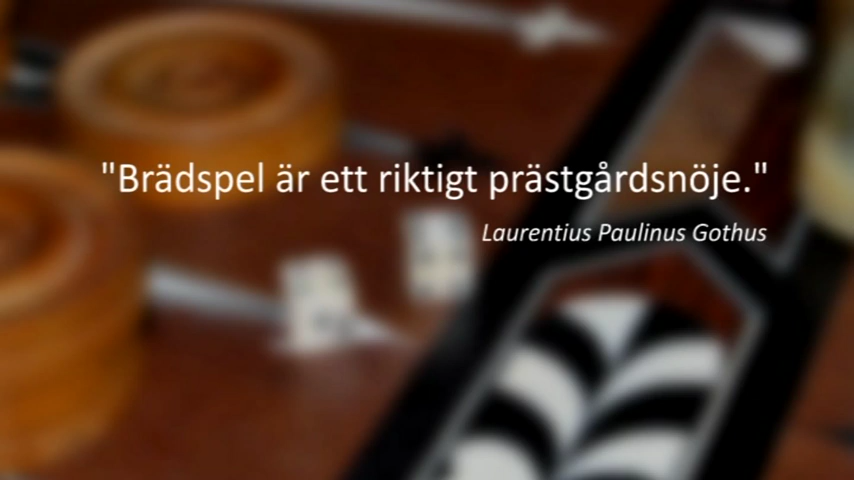 "Brädspel är ett riktigt prästgårdsnöje."
Laurentius Paulinus Gothus